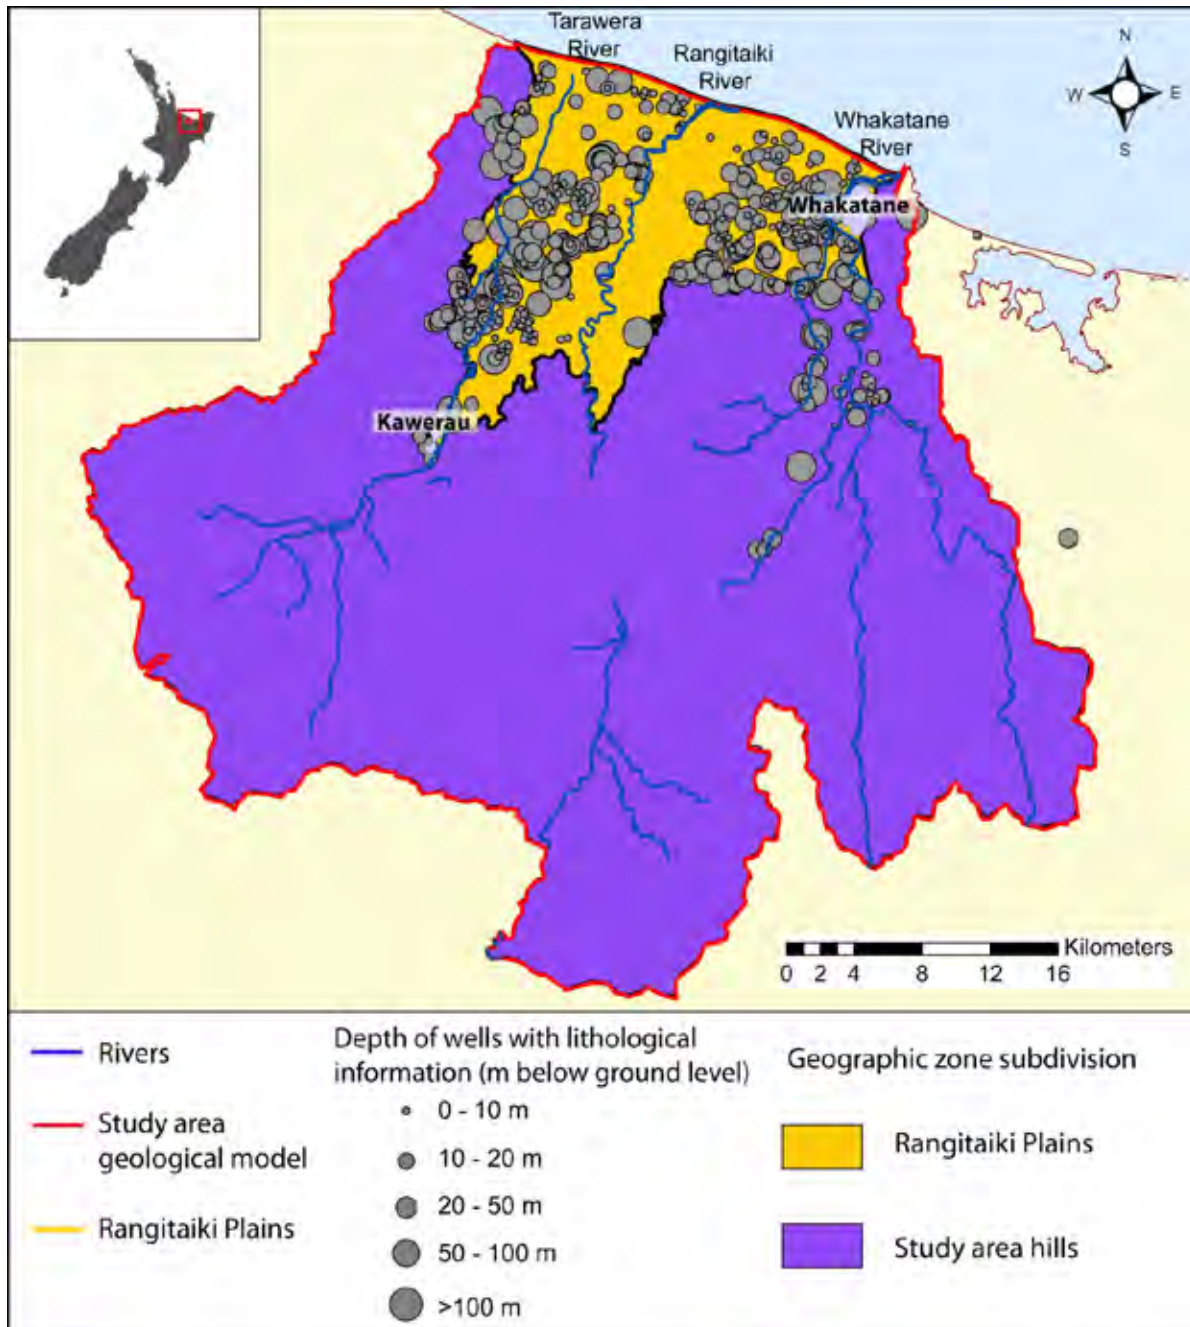 Tarawera
River
Rangitaiki
River
Whakatane
River
N
W
E
S
Whakatane
Kawerau
Kilometers
0 2 4 8 12 16
Rivers
Study area
geological model
Rangitaiki Plains
Depth of wells with lithological
information (m below ground level)
0 - 10 m
10 - 20 m
20 - 50 m
50 - 100 m
>100 m
Geographic zone subdivision
Rangitaiki Plains
Study area hills